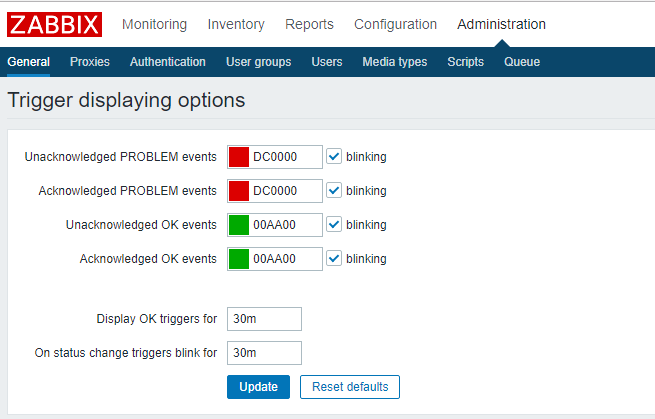 ZABBIX Monitoring Inventory Reports Configuration Administration
General Proxies Authentication User groups Users Media types Scripts Queue
Trigger displaying options
Unacknowledged PROBLEM events DC0000 blinking
Acknowledged PROBLEM events DC0000 blinking
Unacknowledged OK events 00AA00 blinking
Acknowledged OK events 00AA00 blinking
Display OK triggers for 30m
On status change triggers blink for 30m
Update Reset defaults